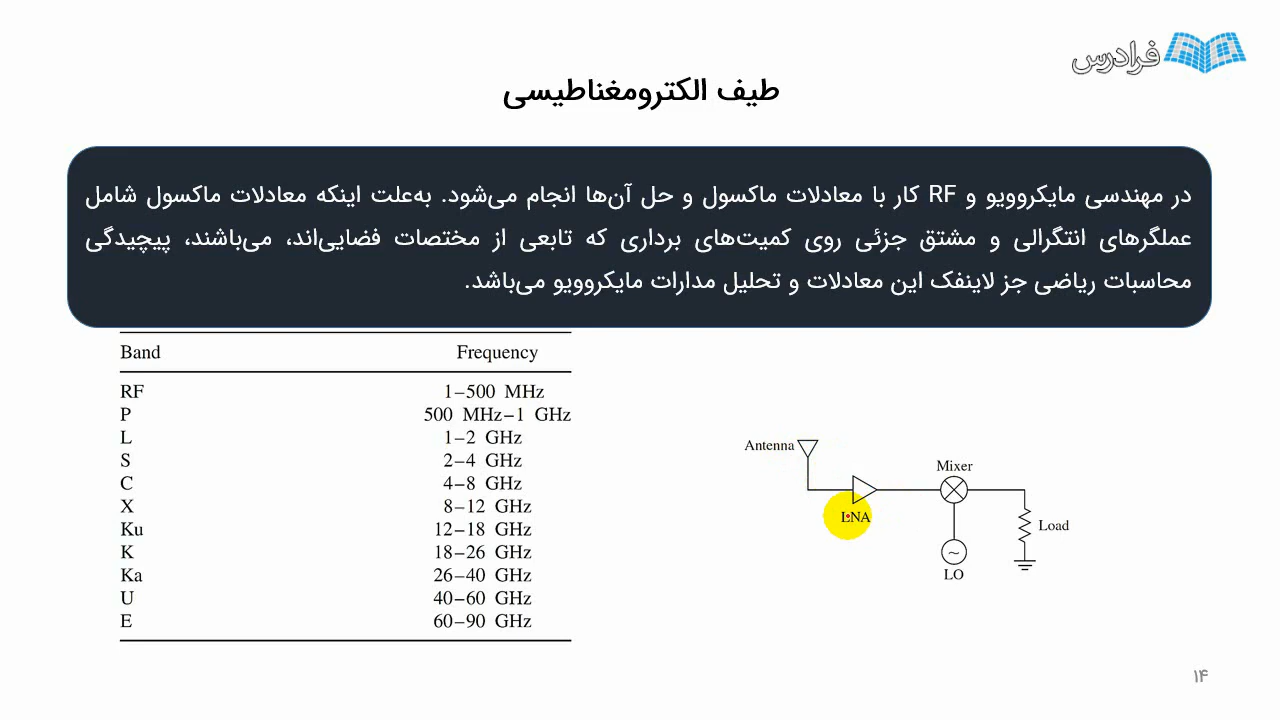 فرادرس
طیف الکترومغناطیسی
در مهندسی مایکروویو و RF کار با معادلات ماکسول و حل آن‌ها انجام می‌شود. به‌علت اینکه معادلات ماکسول شامل
عملگرهای انتگرالی و مشتق جزئی روی کمیت‌های برداری که تابعی از مختصات فضایی‌اند، می‌باشند، پیچیدگی
محاسبات ریاضی جز لاینفک این معادلات و تحلیل مدارات مایکروویو می‌باشد.
Band Frequency
RF 1–500 MHz
P 500 MHz–1 GHz
L 1–2 GHz
S 2–4 GHz
C 4–8 GHz
X 8–12 GHz
Ku 12–18 GHz
K 18–26 GHz
Ka 26–40 GHz
U 40–60 GHz
E 60–90 GHz
Antenna
LNA
Mixer
LO
Load
۱۴